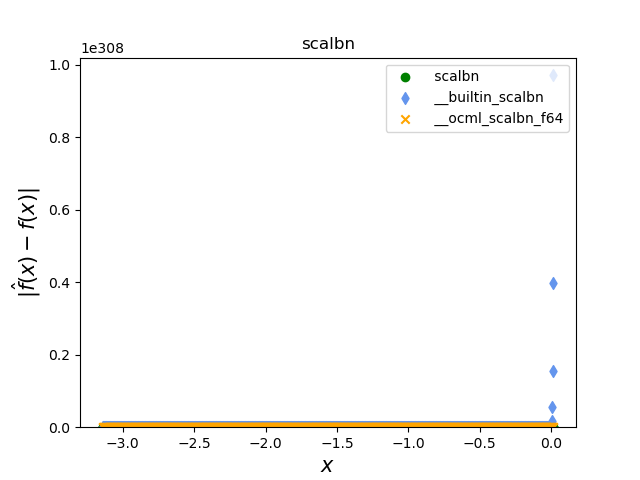 scalbn
1e308
scalbn
__builtin_scalbn
__ocml_scalbn_f64
1.0
0.8
0.6
0.4
0.2
0.0
|f̂(x) − f(x)|
−3.0 −2.5 −2.0 −1.5 −1.0 −0.5 0.0
x